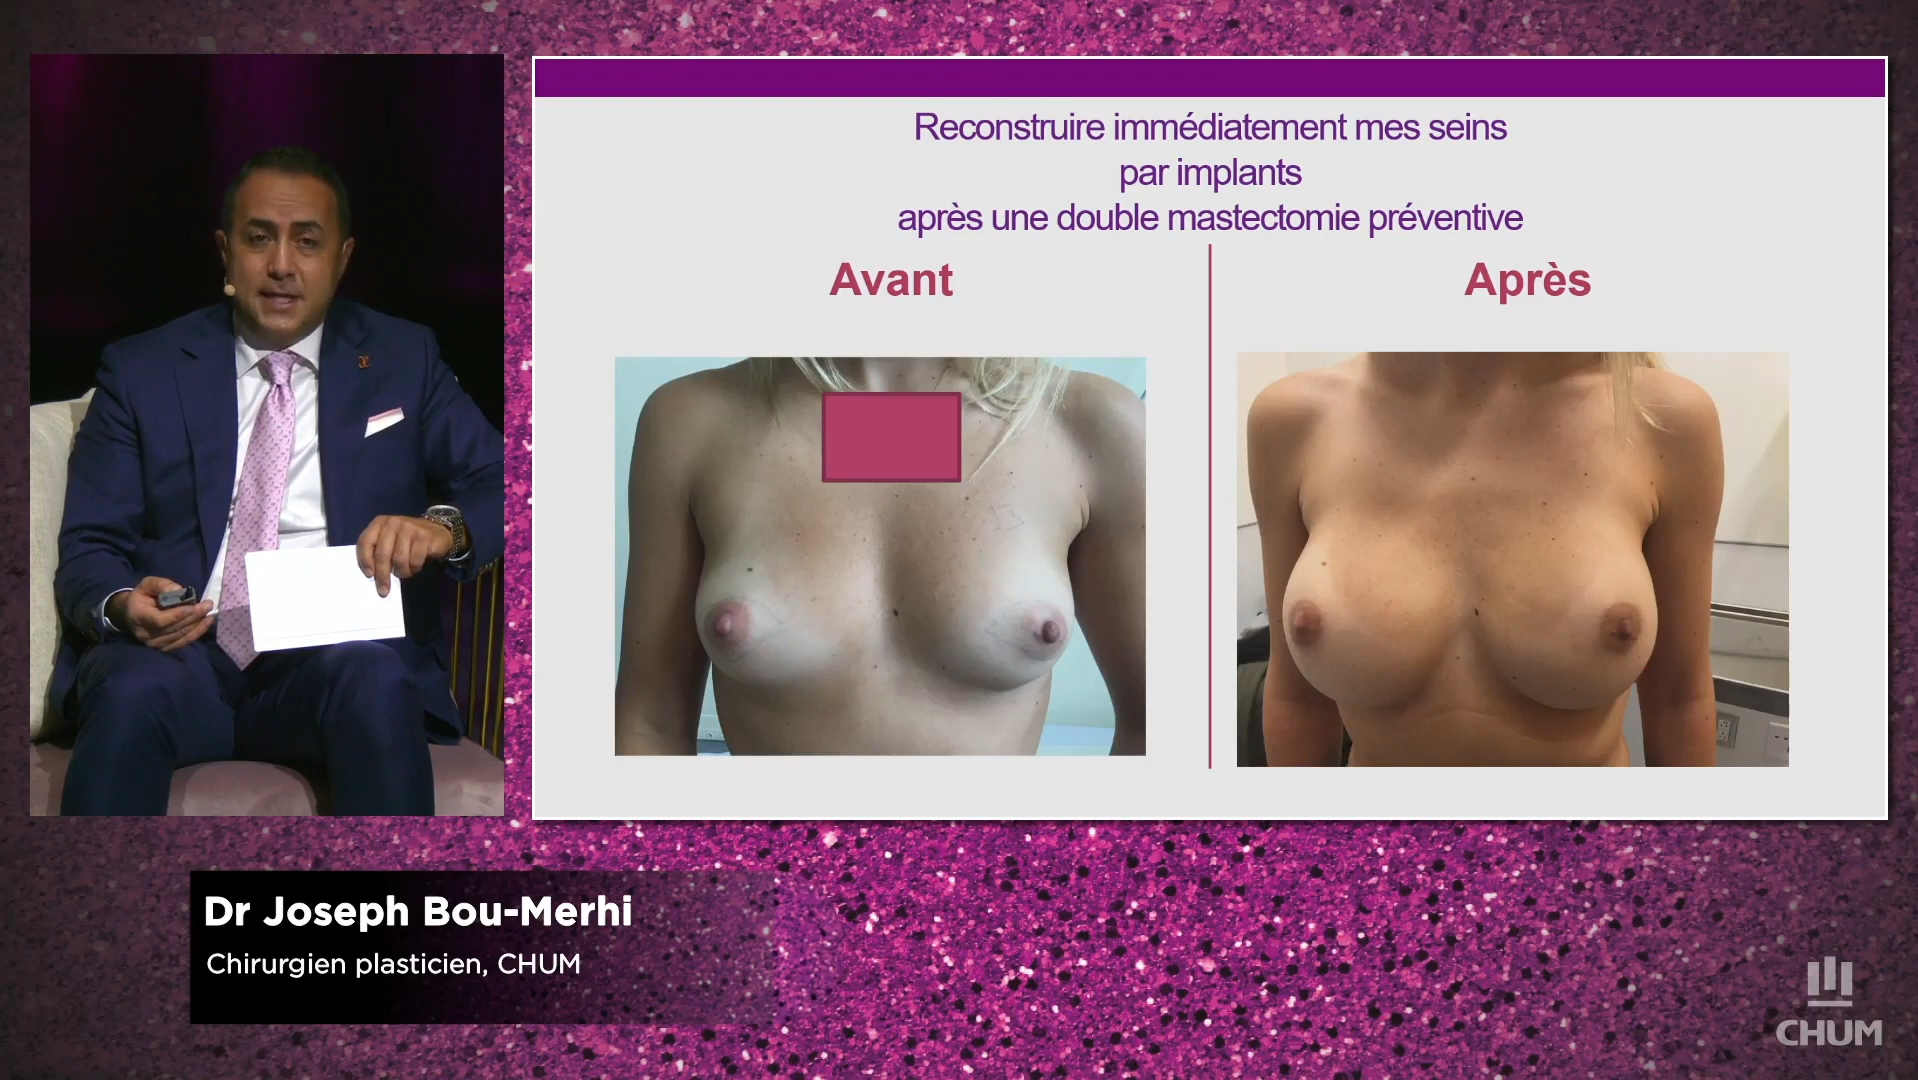 Reconstruire immédiatement mes seins
par implants
après une double mastectomie préventive
Avant
Après
Dr Joseph Bou-Merhi
Chirurgien plasticien, CHUM
CHUM